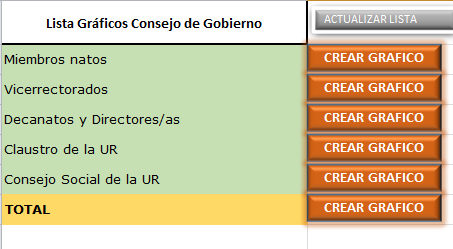 Lista Gráficos Consejo de Gobierno ACTUALIZAR LISTA
Miembros natos CREAR GRAFICO
Vicerrectorados CREAR GRAFICO
Decanatos y Directores/as CREAR GRAFICO
Claustro de la UR CREAR GRAFICO
Consejo Social de la UR CREAR GRAFICO
TOTAL CREAR GRAFICO